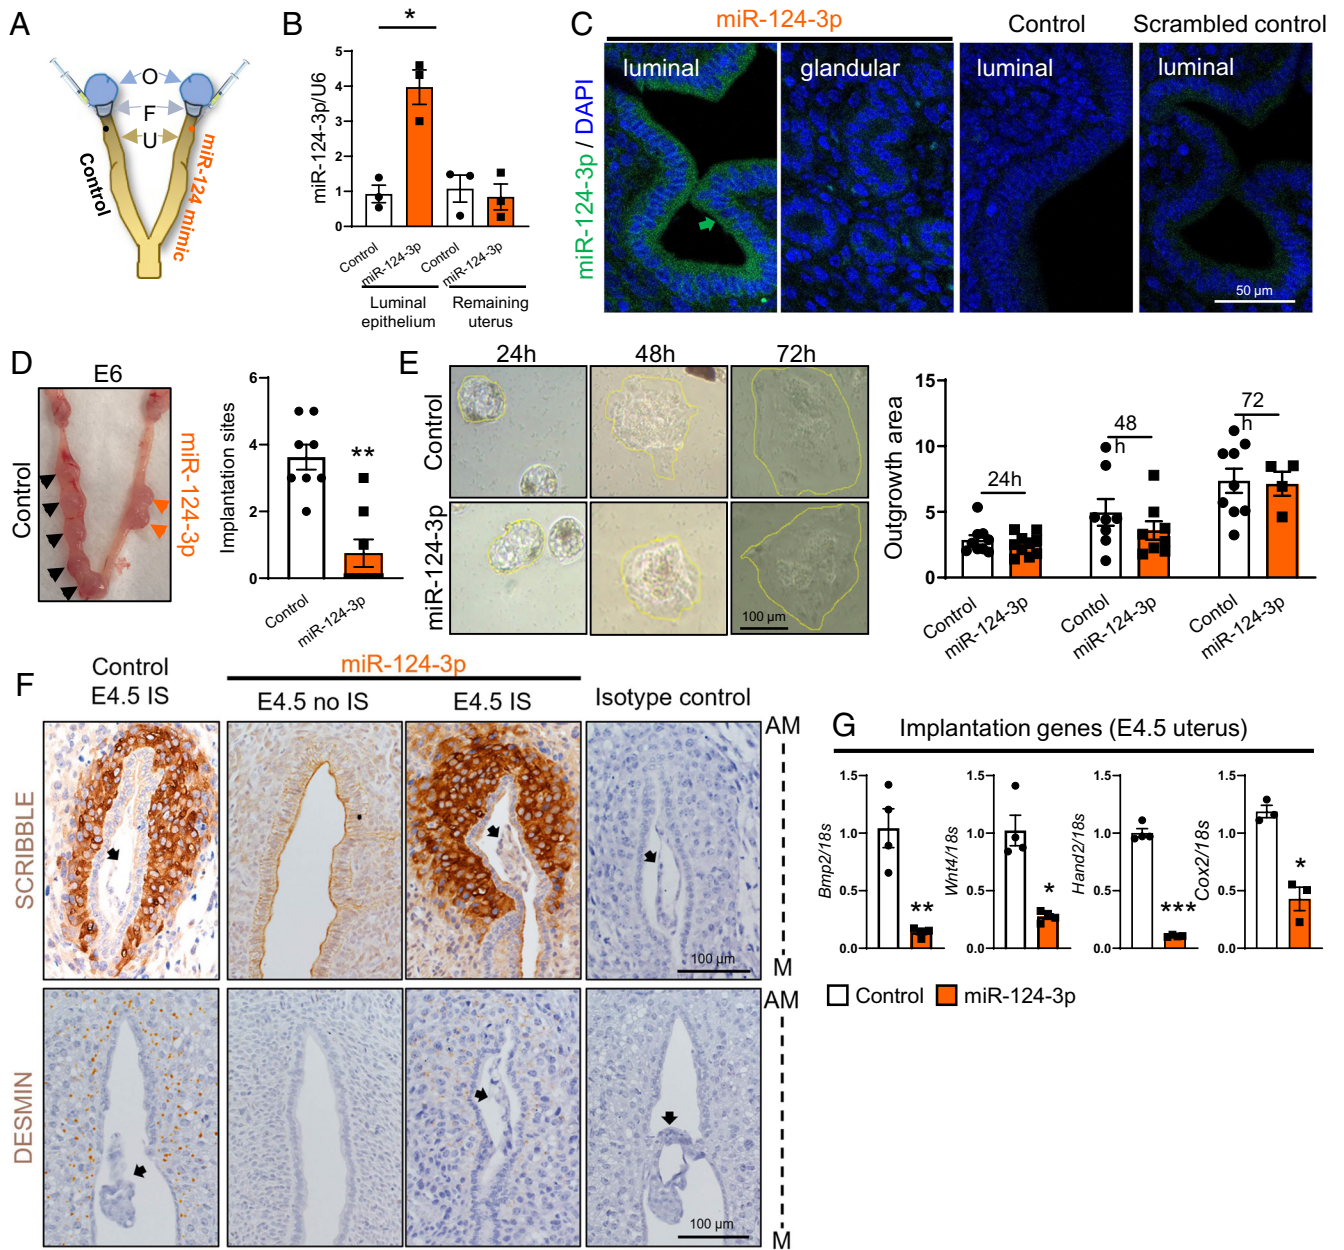 A
O
F
U
Control
miR-124 mimic
B
*
miR-124-3p/U6
5
4
3
2
1
0
Control
miR-124-3p
Control
miR-124-3p
Luminal
epithelium
Remaining
uterus
C
miR-124-3p
Control
Scrambled control
miR-124-3p / DAPI
luminal
glandular
luminal
luminal
50 µm
D
E6
Control
miR-124-3p
Implantation sites
6
4
2
0
**
Control
miR-124-3p
E
24h
48h
72h
Control
miR-124-3p
100 µm
Outgrowth area
15
10
5
0
24h
48
h
72
h
Control
miR-124-3p
Contol
miR-124-3p
Control
miR-124-3p
F
Control
E4.5 IS
miR-124-3p
E4.5 no IS
E4.5 IS
Isotype control
SCRIBBLE
100 µm
AM
M
DESMIN
100 µm
AM
M
G
Implantation genes (E4.5 uterus)
Bmp2/18s
1.5
1.0
0.5
0.0
**
Wnt4/18s
1.5
1.0
0.5
0.0
*
Hand2/18s
1.5
1.0
0.5
0.0
***
Cox2/18s
1.5
1.0
0.5
0.0
*
Control
miR-124-3p